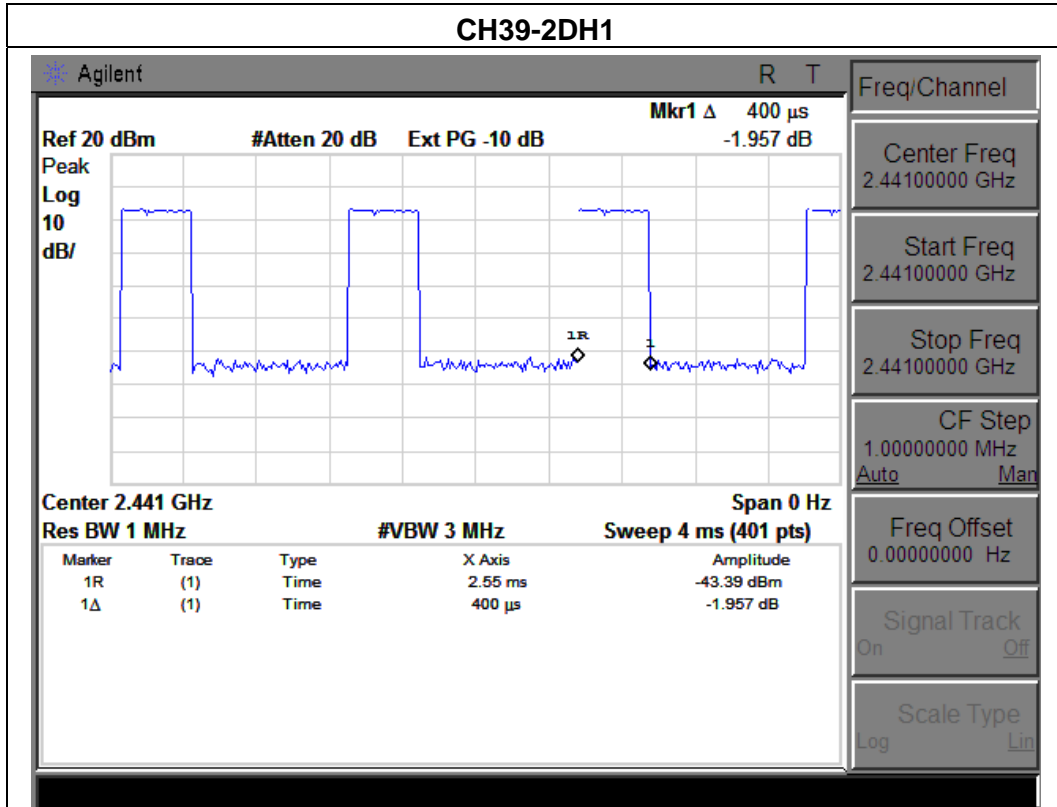 CH39-2DH1
Agilent R T
Mkr1 Δ 400 µs
Ref 20 dBm #Atten 20 dB Ext PG -10 dB -1.957 dB
Peak
Log
10
dB/
1R
1
Center 2.441 GHz Span 0 Hz
Res BW 1 MHz #VBW 3 MHz Sweep 4 ms (401 pts)
Marker Trace Type X Axis Amplitude
1R (1) Time 2.55 ms -43.39 dBm
1Δ (1) Time 400 µs -1.957 dB
Freq/Channel
Center Freq
2.44100000 GHz
Start Freq
2.44100000 GHz
Stop Freq
2.44100000 GHz
CF Step
1.00000000 MHz
Auto Man
Freq Offset
0.00000000 Hz
Signal Track
On Off
Scale Type
Log Lin